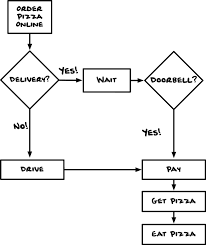 ORDER
PIZZA
ONLINE
DELIVERY?
YES!
WAIT
DOORBELL?
NO!
YES!
DRIVE
PAY
GET PIZZA
EAT PIZZA